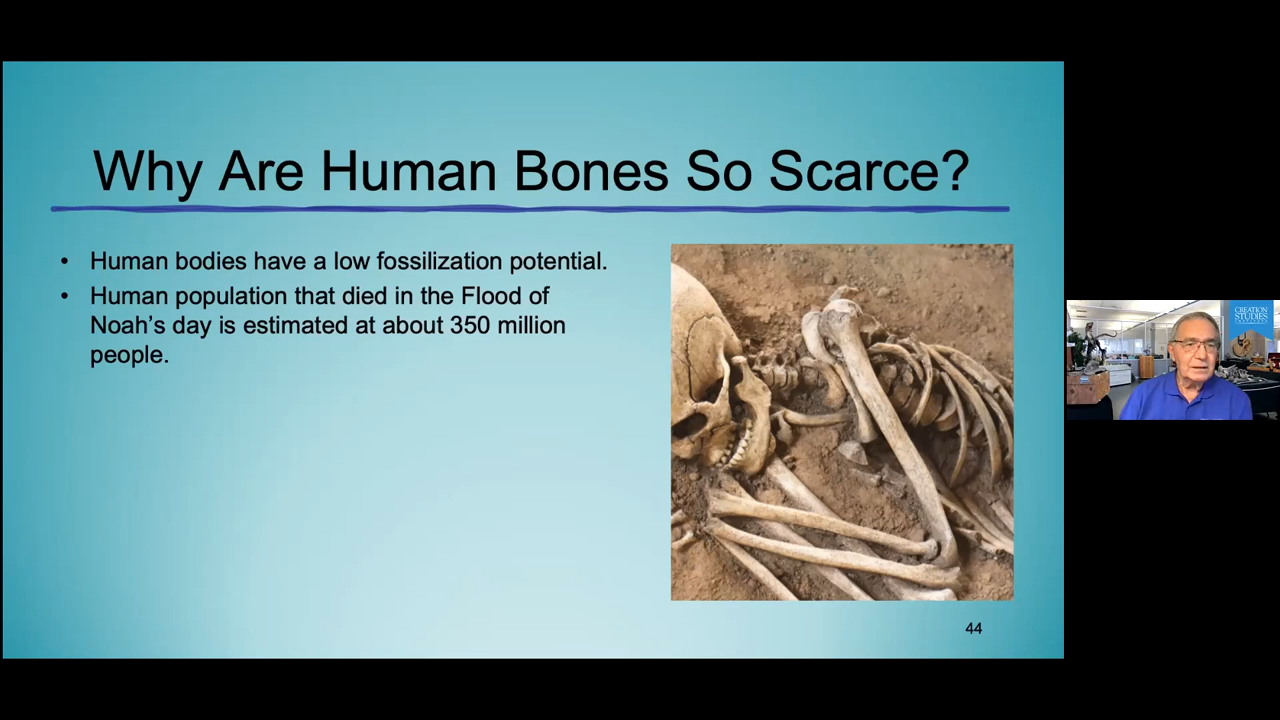 Why Are Human Bones So Scarce?
• Human bodies have a low fossilization potential.
• Human population that died in the Flood of
Noah's day is estimated at about 350 million
people.
44
CREATION
STUDIES